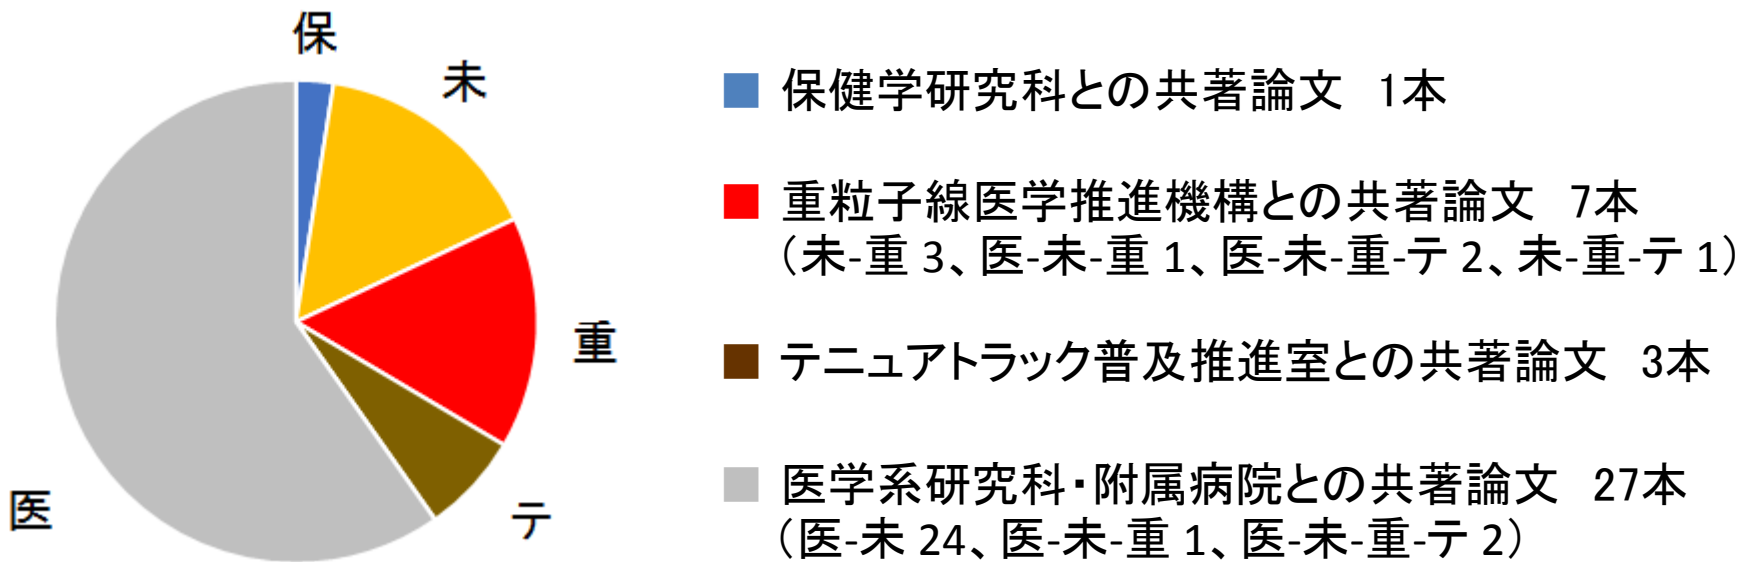 保
未
重
テ
医
保健学研究科との共著論文　1本
重粒子線医学推進機構との共著論文　7本
（未-重 3、医-未-重 1、医-未-重-テ 2、未-重-テ 1）
テニュアトラック普及推進室との共著論文　3本
医学系研究科・附属病院との共著論文　27本
（医-未 24、医-未-重 1、医-未-重-テ 2）